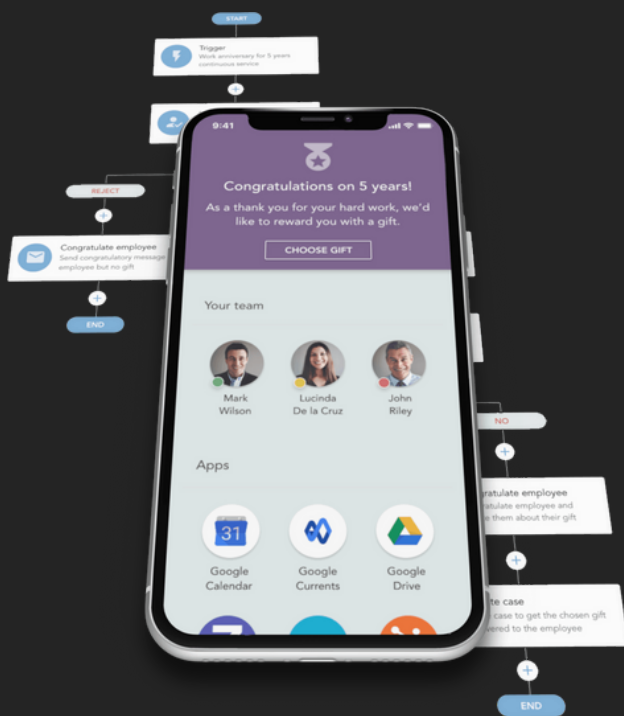 START
Trigger
Work anniversary for 5 years
continuous service
REJECT
Congratulate employee
Send congratulatory message
employee but no gift
END
9:41
Congratulations on 5 years!
As a thank you for your hard work, we'd
like to reward you with a gift.
CHOOSE GIFT
Your team
Mark
Wilson
Lucinda
De la Cruz
John
Riley
Apps
31
Google
Calendar
Google
Currents
Google
Drive
NO
ratulate employee
ratulate employee and
them about their gift
case
case to get the chosen gift
vered to the employee
END